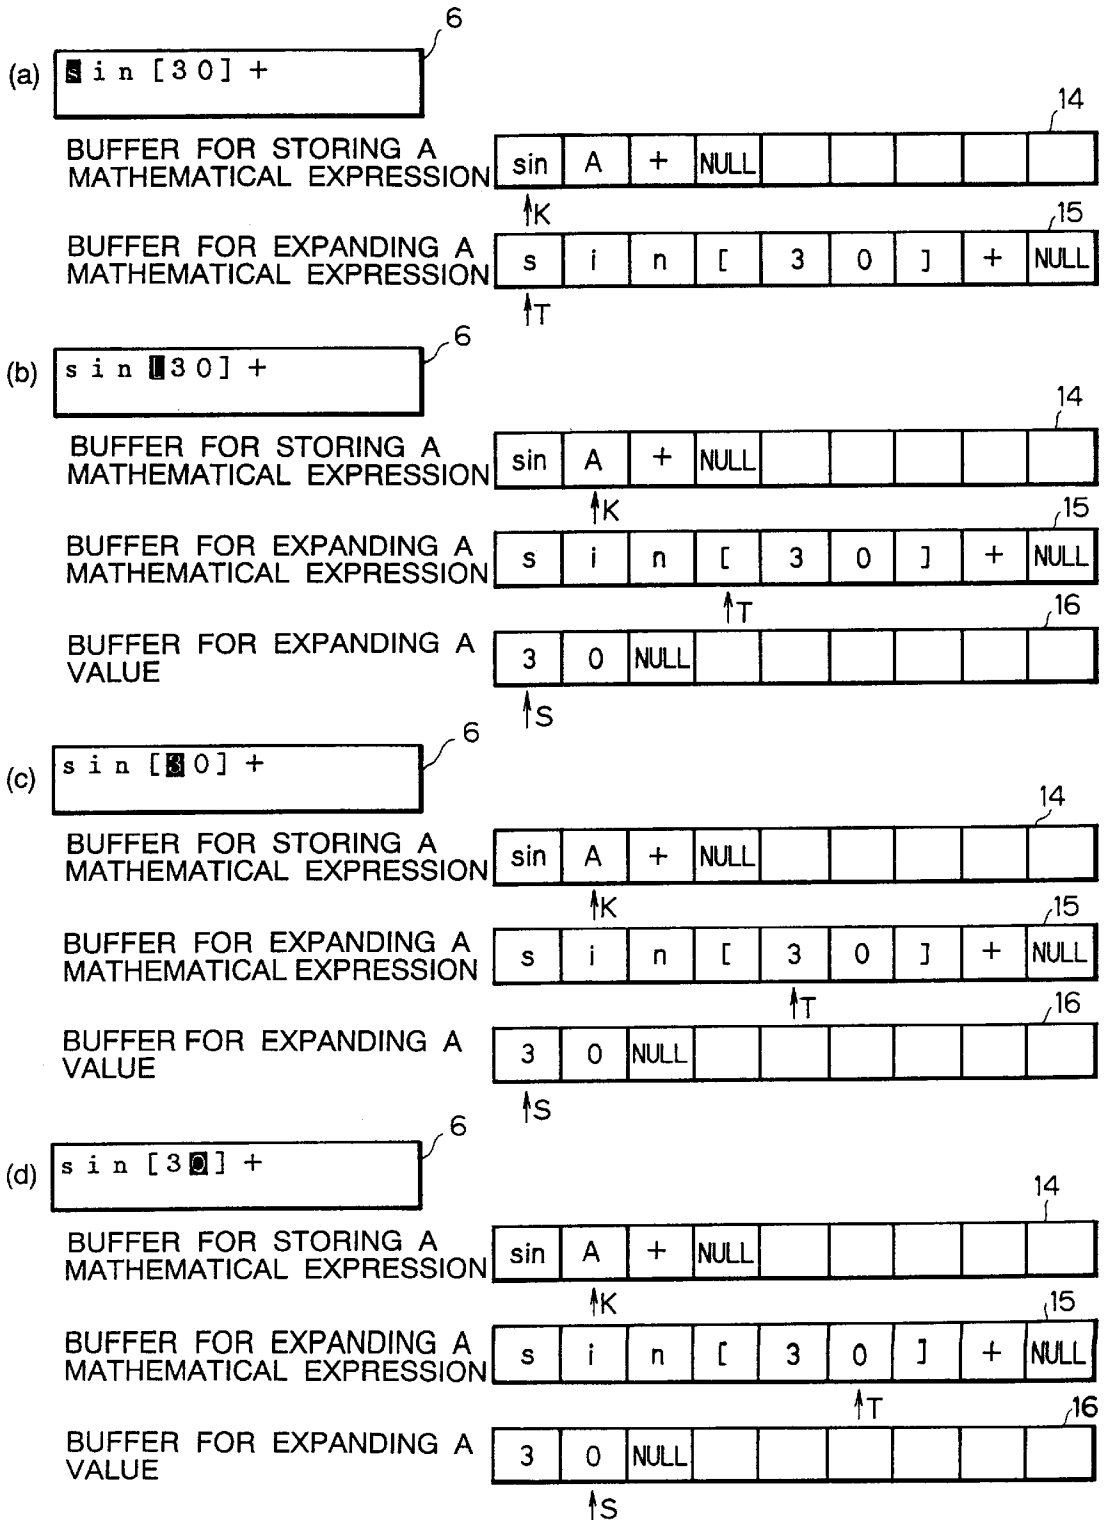 6
(a) sin [30] +
14
BUFFER FOR STORING A
MATHEMATICAL EXPRESSION sin A + NULL
K
15
BUFFER FOR EXPANDING A
MATHEMATICAL EXPRESSION s i n [ 3 0 ] + NULL
T
6
(b) sin [30] +
14
BUFFER FOR STORING A
MATHEMATICAL EXPRESSION sin A + NULL
K
15
BUFFER FOR EXPANDING A
MATHEMATICAL EXPRESSION s i n [ 3 0 ] + NULL
T
16
BUFFER FOR EXPANDING A
VALUE 3 0 NULL
S
6
(c) sin [30] +
14
BUFFER FOR STORING A
MATHEMATICAL EXPRESSION sin A + NULL
K
15
BUFFER FOR EXPANDING A
MATHEMATICAL EXPRESSION s i n [ 3 0 ] + NULL
T
16
BUFFER FOR EXPANDING A
VALUE 3 0 NULL
S
6
(d) sin [30] +
14
BUFFER FOR STORING A
MATHEMATICAL EXPRESSION sin A + NULL
K
15
BUFFER FOR EXPANDING A
MATHEMATICAL EXPRESSION s i n [ 3 0 ] + NULL
T
16
BUFFER FOR EXPANDING A
VALUE 3 0 NULL
S